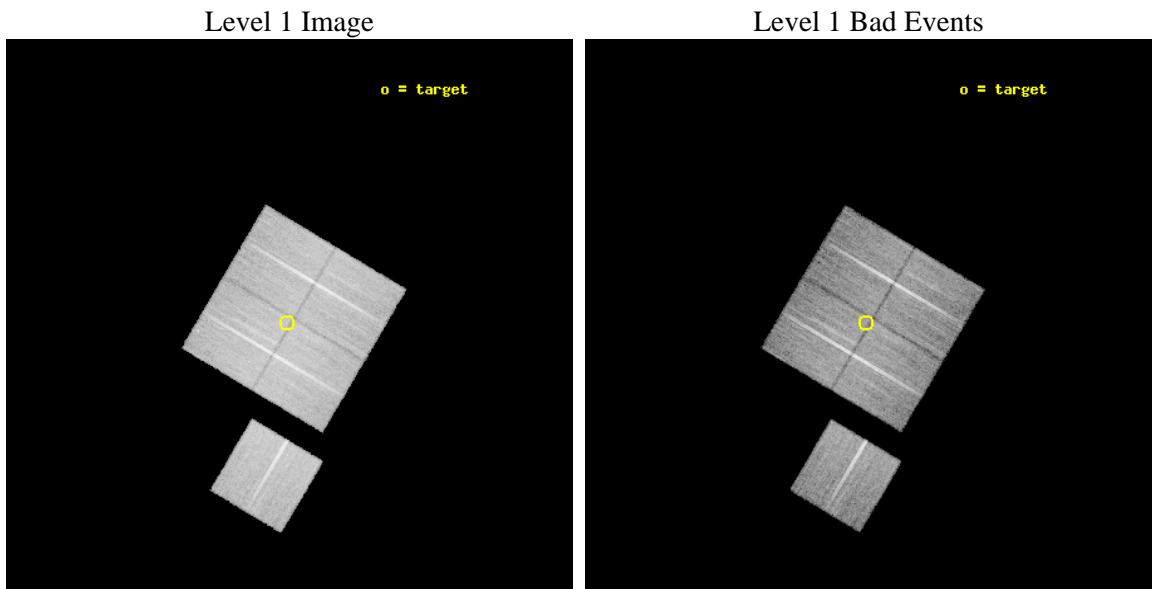 Level 1 Image
Level 1 Bad Events
o = target
o = target